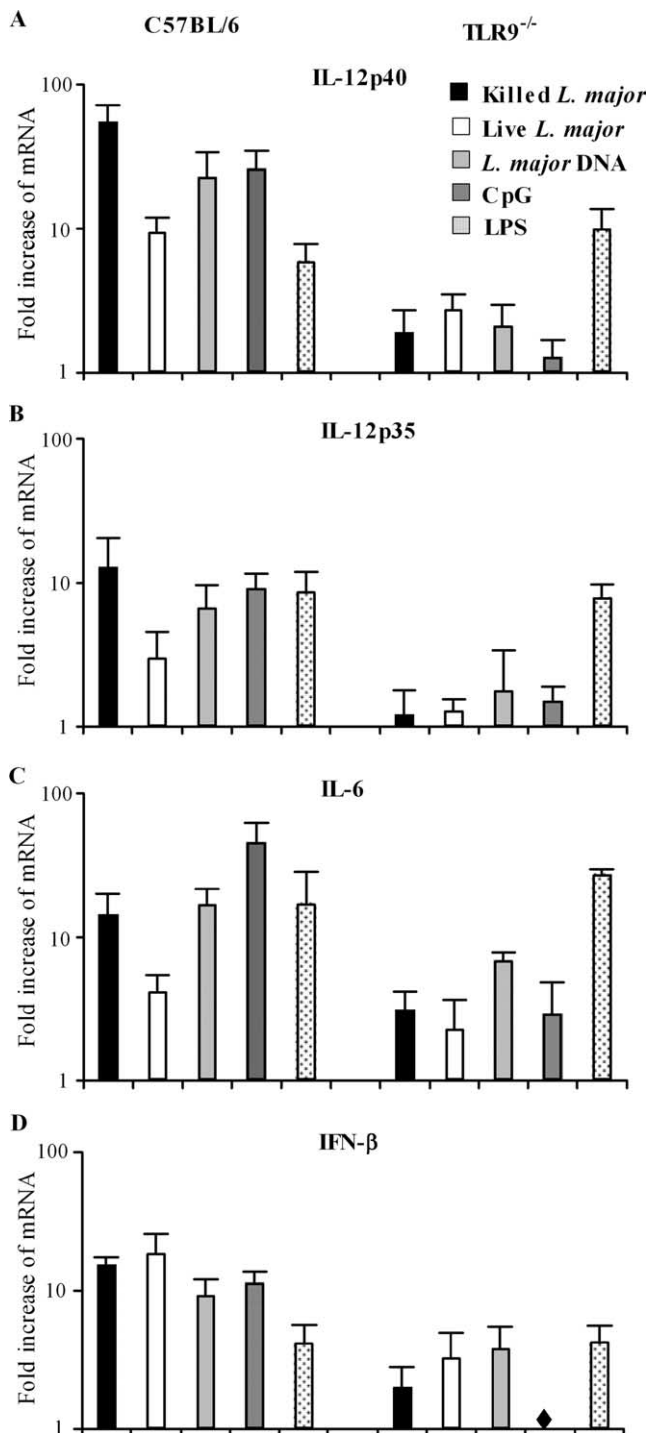 A
C57BL/6
TLR9-/-
IL-12p40
Killed L. major
Live L. major
L. major DNA
CpG
LPS
Fold increase of mRNA
100
10
1
B
IL-12p35
Fold increase of mRNA
100
10
1
C
IL-6
Fold increase of mRNA
100
10
1
D
IFN-β
Fold increase of mRNA
100
10
1